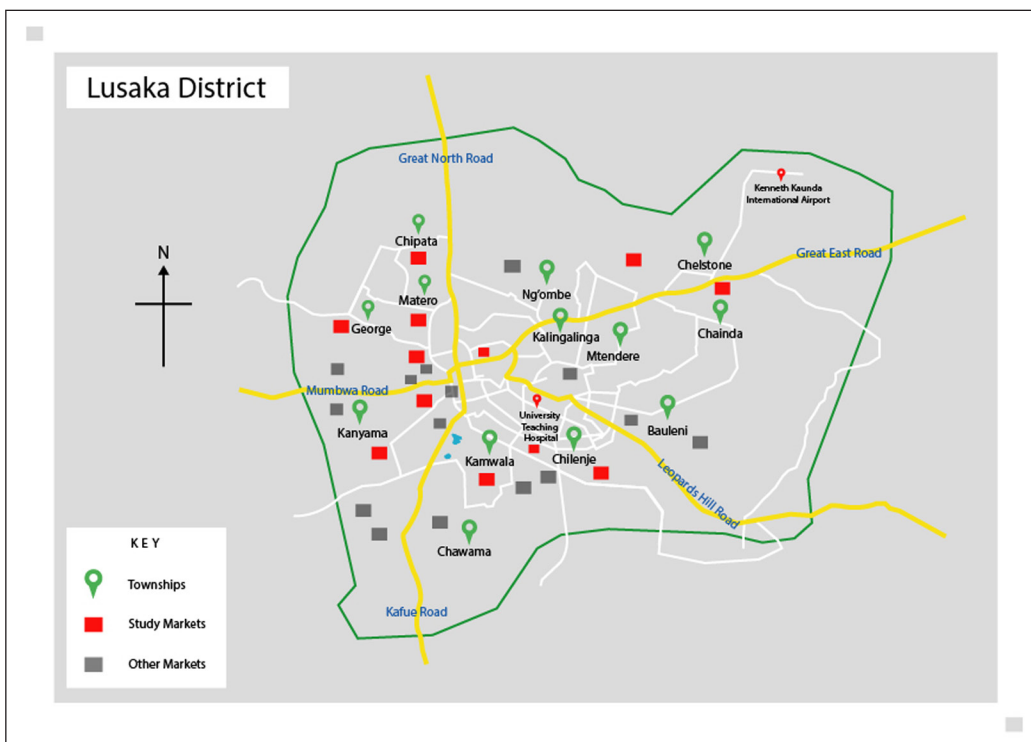 Lusaka District
Great North Road
Kenneth Kaunda
International Airport
N
Chipata
Chelstone
Great East Road
Matero
Ng'ombe
George
Kalingalinga
Chainda
Mtendere
Mumbwa Road
Kanyama
University
Teaching
Hospital
Bauleni
Kamwala
Chilenje
Leopards Hill Road
Chawama
Kafue Road
KEY
Townships
Study Markets
Other Markets